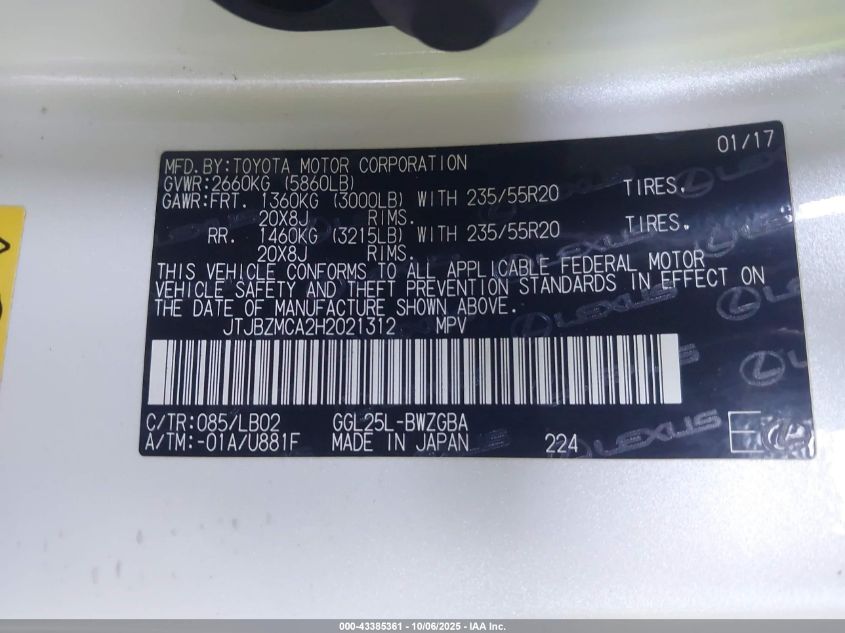 01/17
MFD.BY:TOYOTA MOTOR CORPORATION
GVWR:2660KG (5860LB)
GAWR:FRT. 1360KG (3000LB) WITH 235/55R20 TIRES,
20X8J RIMS.
RR. 1460KG (3215LB) WITH 235/55R20 TIRES,
20X8J RIMS.
THIS VEHICLE CONFORMS TO ALL APPLICABLE FEDERAL MOTOR
VEHICLE SAFETY AND THEFT PREVENTION STANDARDS IN EFFECT ON
THE DATE OF MANUFACTURE SHOWN ABOVE.
JTJBZMCA2H2021312 MPV
C/TR:085/LB02 GGL25L-BWZGBA
A/TM:-01A/U881F MADE IN JAPAN 224
LEXUS
000-43385361 - 10/06/2025 - IAA Inc.